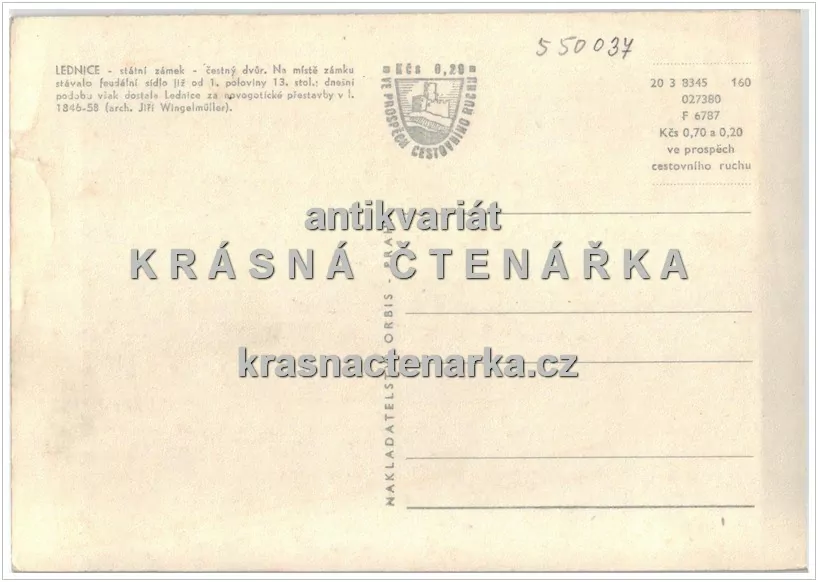 550037
LEDNICE - státní zámek - čestný dvůr. Na místě zámku
stávalo feudální sídlo již od 1. poloviny 13. stol.; dnešní
podobu však dostala Lednice za novogotické přestavby v l.
1846-58 (arch. Jiří Wingelmüller).
Kčs 0,20
VE PROSPĚCH CESTOVNÍHO RUCHU
20 3 8345 160
027380
F 6787
Kčs 0,70 a 0,20
ve prospěch
cestovního ruchu
antikvariát
KRÁSNÁ ČTENÁŘKA
krasnactenarka.cz
NAKLADATELSTVÍ ORBIS - PRAHA